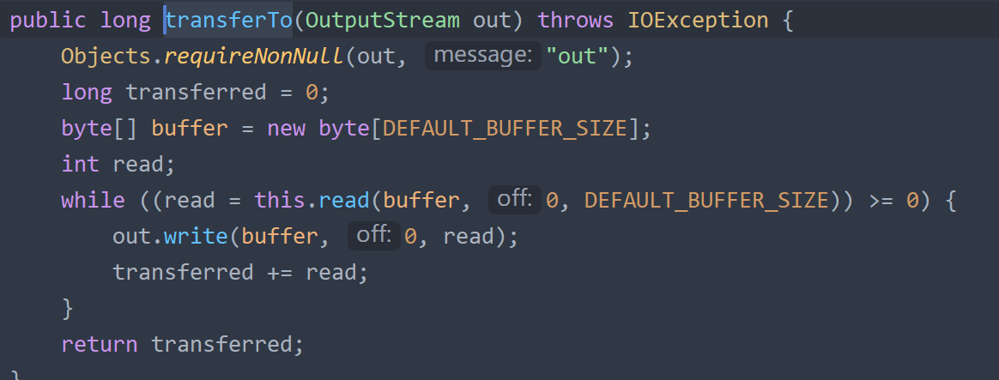 public long transferTo(OutputStream out) throws IOException {
    Objects.requireNonNull(out, message: "out");
    long transferred = 0;
    byte[] buffer = new byte[DEFAULT_BUFFER_SIZE];
    int read;
    while ((read = this.read(buffer, off: 0, DEFAULT_BUFFER_SIZE)) >= 0) {
        out.write(buffer, off: 0, read);
        transferred += read;
    }
    return transferred;
}